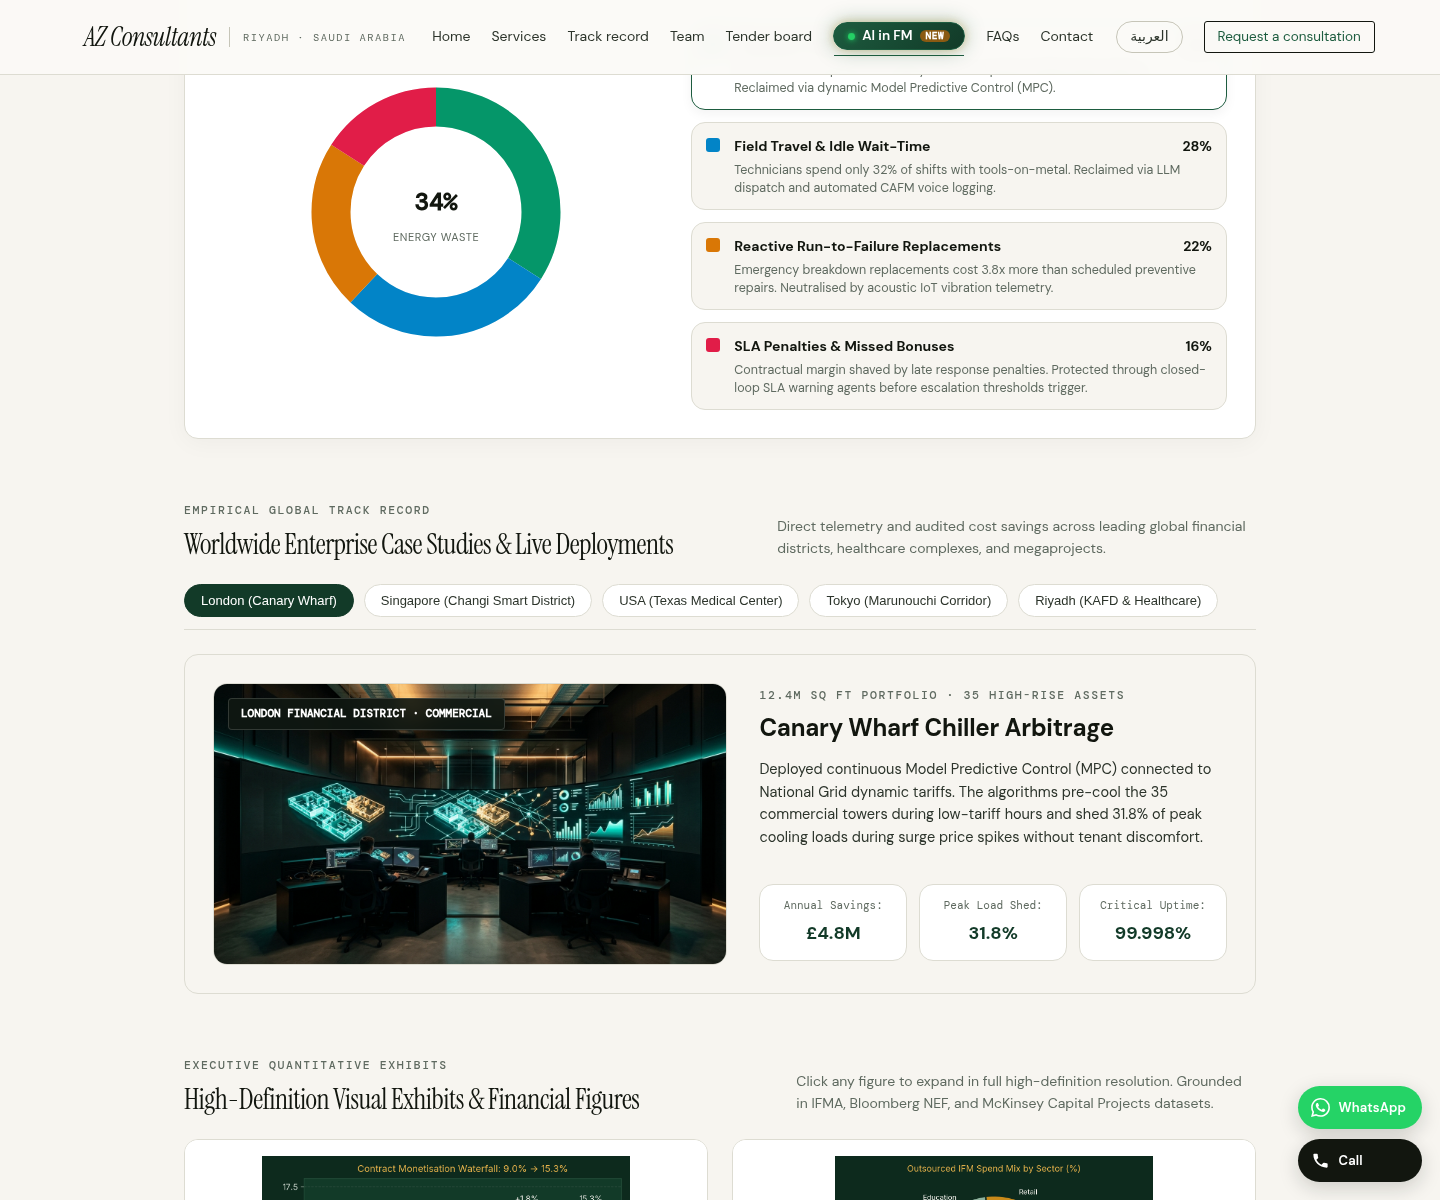 AZ Consultants
RIYADH · SAUDI ARABIA
Home
Services
Track record
Team
Tender board
AI in FM NEW
FAQs
Contact
العربية
Request a consultation
Reclaimed via dynamic Model Predictive Control (MPC).
34%
ENERGY WASTE
Field Travel & Idle Wait-Time
28%
Technicians spend only 32% of shifts with tools-on-metal. Reclaimed via LLM
dispatch and automated CAFM voice logging.
Reactive Run-to-Failure Replacements
22%
Emergency breakdown replacements cost 3.8x more than scheduled preventive
repairs. Neutralised by acoustic IoT vibration telemetry.
SLA Penalties & Missed Bonuses
16%
Contractual margin shaved by late response penalties. Protected through closed-
loop SLA warning agents before escalation thresholds trigger.
EMPIRICAL GLOBAL TRACK RECORD
Worldwide Enterprise Case Studies & Live Deployments
Direct telemetry and audited cost savings across leading global financial
districts, healthcare complexes, and megaprojects.
London (Canary Wharf)
Singapore (Changi Smart District)
USA (Texas Medical Center)
Tokyo (Marunouchi Corridor)
Riyadh (KAFD & Healthcare)
LONDON FINANCIAL DISTRICT · COMMERCIAL
12.4M SQ FT PORTFOLIO · 35 HIGH-RISE ASSETS
Canary Wharf Chiller Arbitrage
Deployed continuous Model Predictive Control (MPC) connected to
National Grid dynamic tariffs. The algorithms pre-cool the 35
commercial towers during low-tariff hours and shed 31.8% of peak
cooling loads during surge price spikes without tenant discomfort.
Annual Savings:
£4.8M
Peak Load Shed:
31.8%
Critical Uptime:
99.998%
EXECUTIVE QUANTITATIVE EXHIBITS
High-Definition Visual Exhibits & Financial Figures
Click any figure to expand in full high-definition resolution. Grounded
in IFMA, Bloomberg NEF, and McKinsey Capital Projects datasets.
Contract Monetisation Waterfall: 9.0% → 15.3%
17.5
+1.8%
15.3%
Outsourced IFM Spend Mix by Sector (%)
Education
Retail
WhatsApp
Call